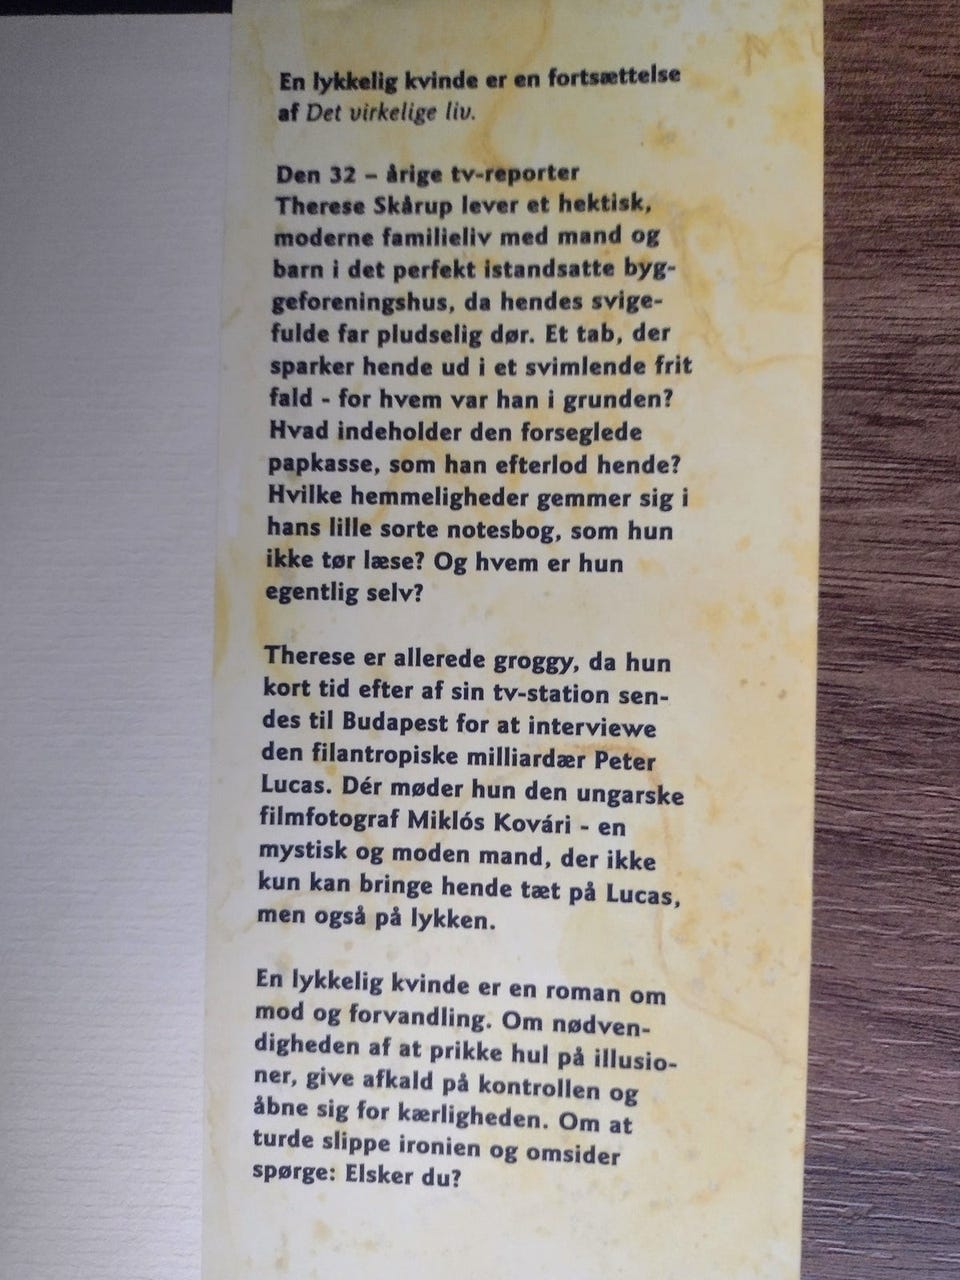 En lykkelig kvinde er en fortsættelse
af Det virkelige liv.
Den 32 – årige tv-reporter
Therese Skårup lever et hektisk,
moderne familieliv med mand og
barn i det perfekt istandsatte byg-
geforeningshus, da hendes svige-
fulde far pludselig dør. Et tab, der
sparker hende ud i et svimlende frit
fald - for hvem var han i grunden?
Hvad indeholder den forseglede
papkasse, som han efterlod hende?
Hvilke hemmeligheder gemmer sig i
hans lille sorte notesbog, som hun
ikke tør læse? Og hvem er hun
egentlig selv?
Therese er allerede groggy, da hun
kort tid efter af sin tv-station sen-
des til Budapest for at interviewe
den filantropiske milliardær Peter
Lucas. Dér møder hun den ungarske
filmfotograf Miklós Kovári - en
mystisk og moden mand, der ikke
kun kan bringe hende tæt på Lucas,
men også på lykken.
En lykkelig kvinde er en roman om
mod og forvandling. Om nødven-
digheden af at prikke hul på illusio-
ner, give afkald på kontrollen og
åbne sig for kærligheden. Om at
turde slippe ironien og omsider
spørge: Elsker du?